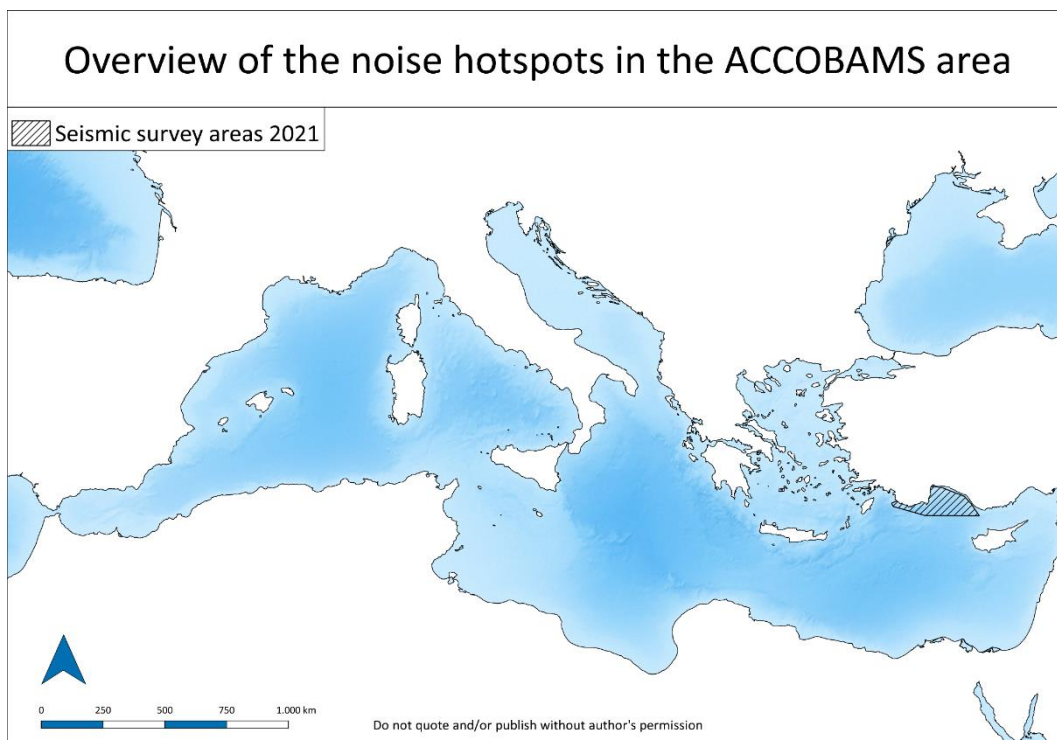 Overview of the noise hotspots in the ACCOBAMS area
Seismic survey areas 2021
0 250 500 750 1.000 km
Do not quote and/or publish without author's permission